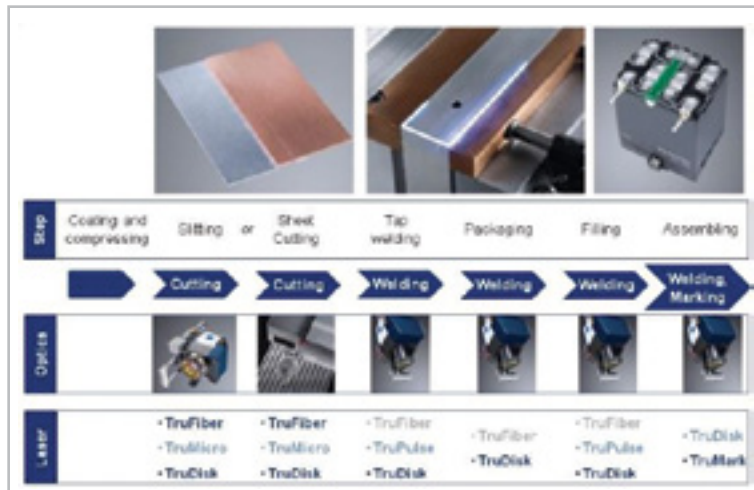 Step
Coating and compressing
Slitting or Sheet Cutting
Tap welding
Packaging
Filling
Assembling
Cutting
Cutting
Welding
Welding
Welding
Welding, Marking
Optics
Laser
•TruFiber
•TruMicro
•TruDisk
•TruFiber
•TruMicro
•TruDisk
•TruFiber
•TruPulse
•TruDisk
•TruFiber
•TruDisk
•TruFiber
•TruPulse
•TruDisk
•TruDisk
•TruMark